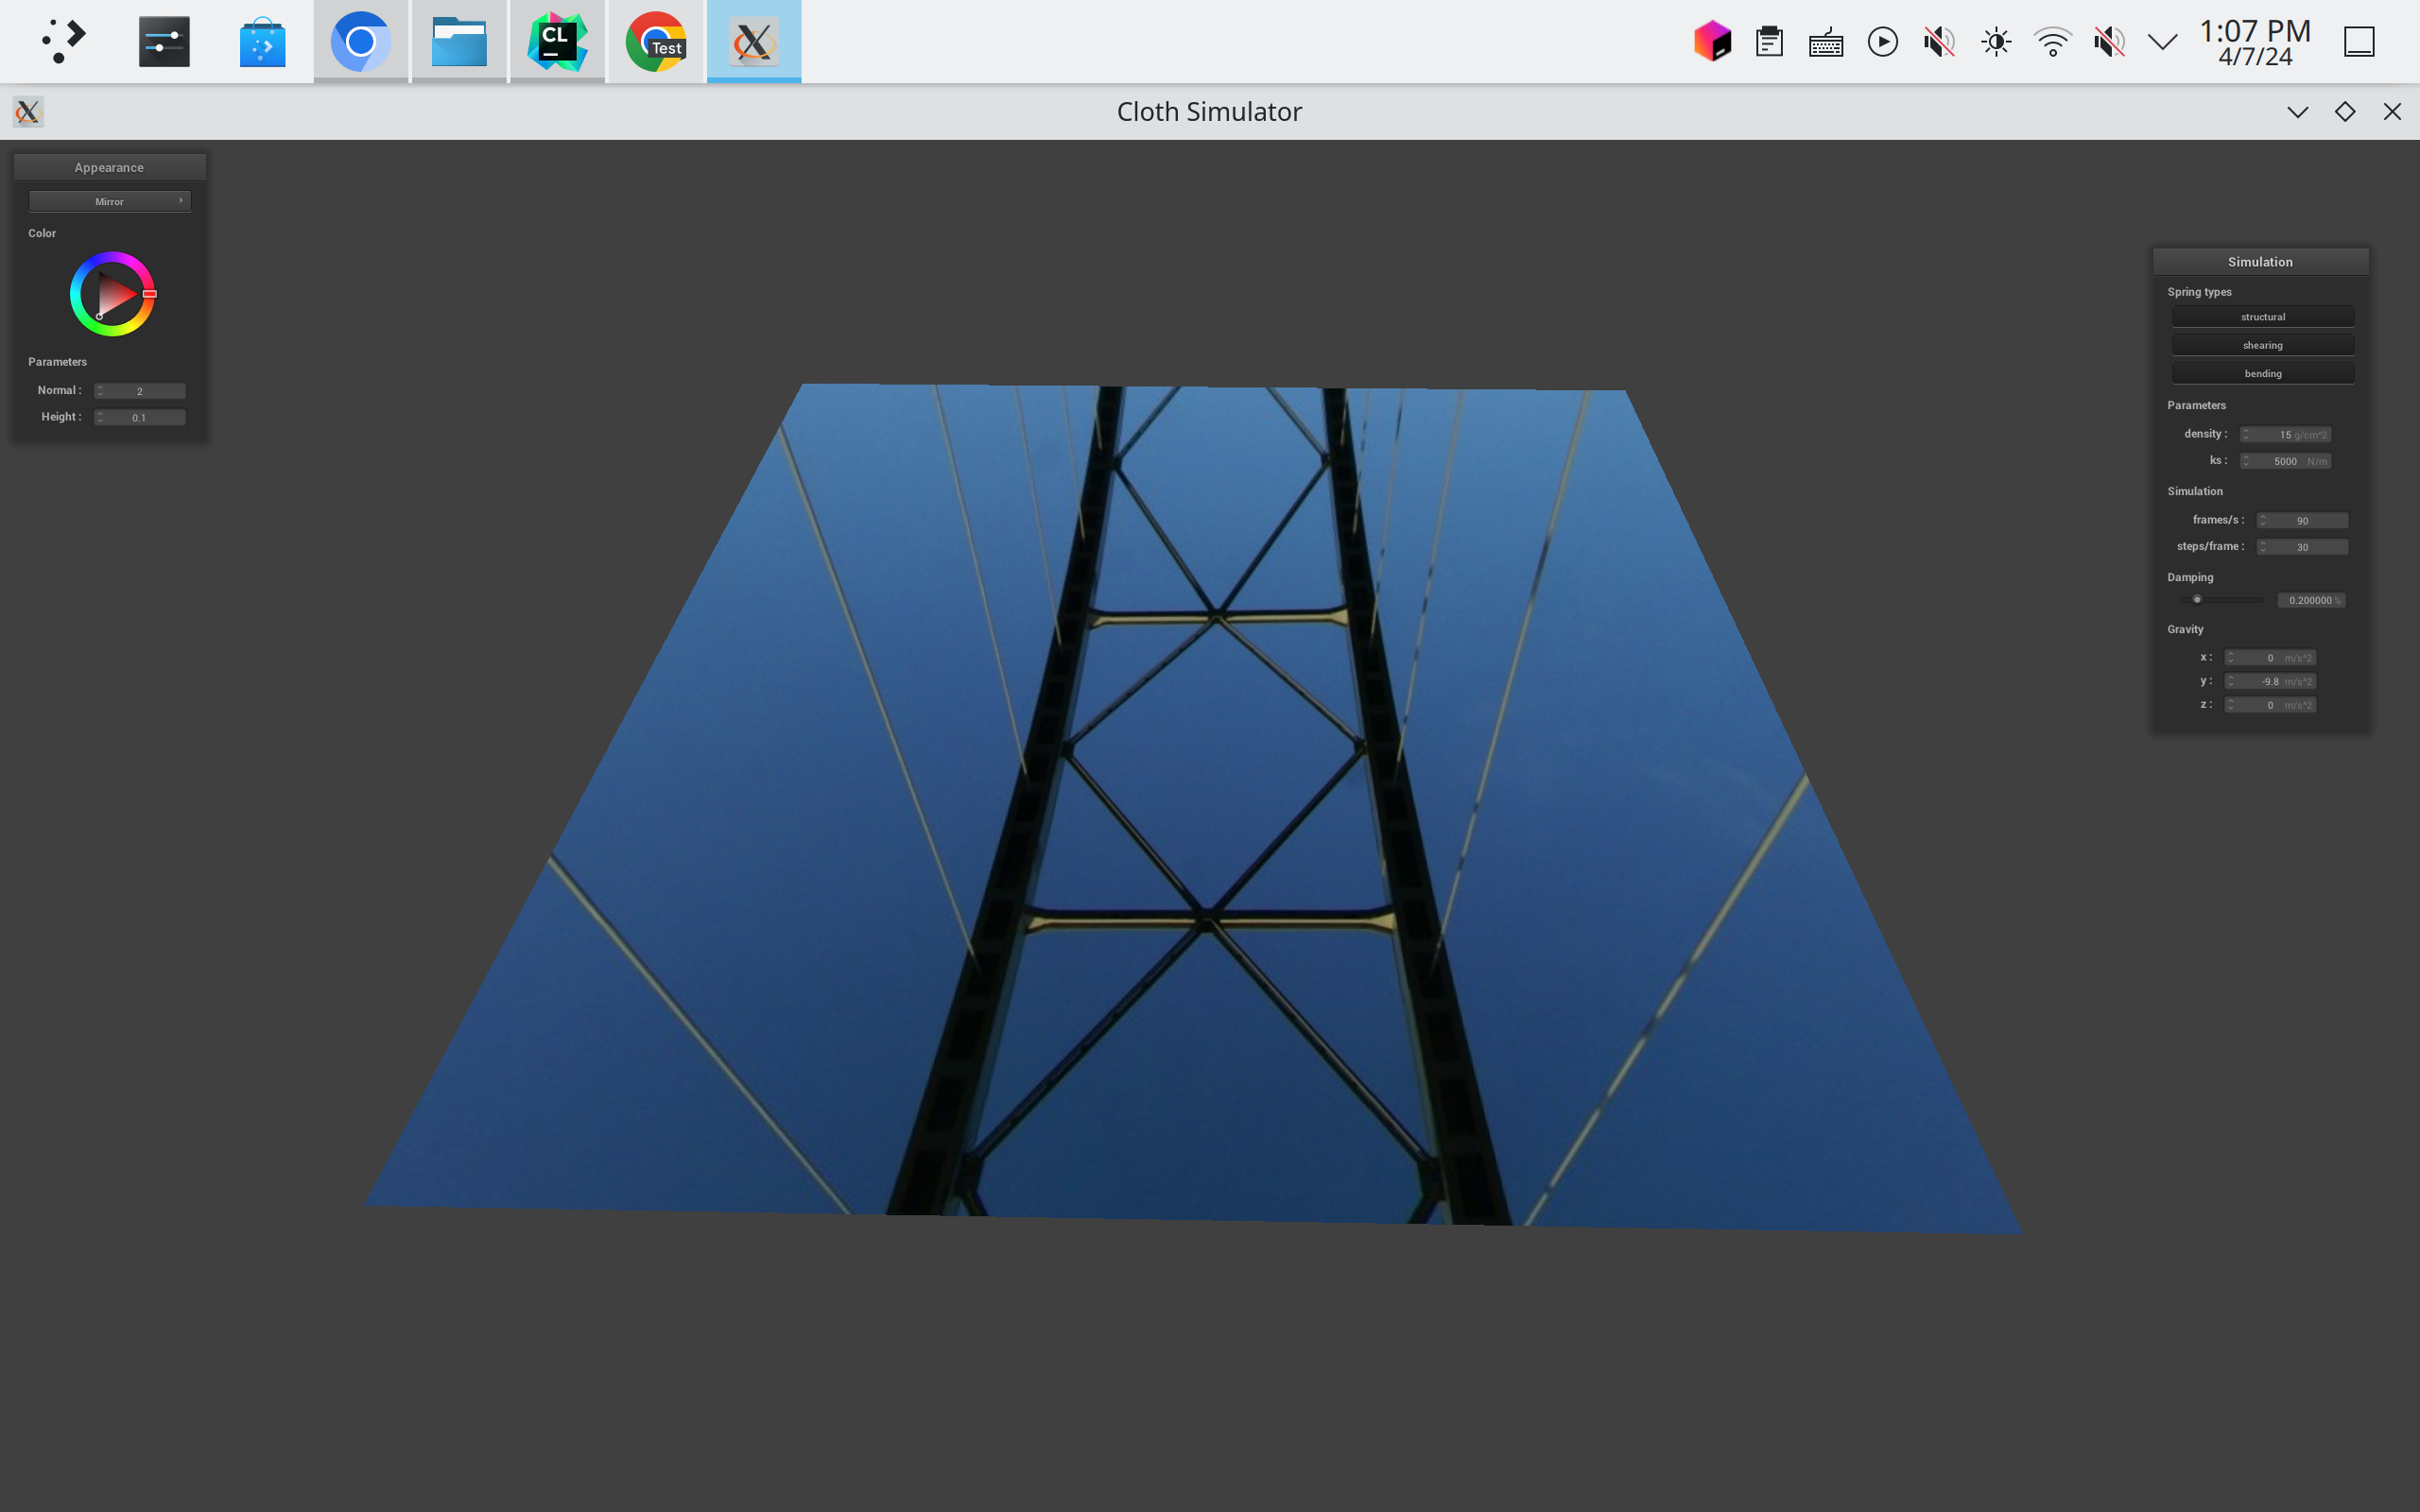 CL
Test
1:07 PM
4/7/24
Cloth Simulator
Appearance
Mirror
Color
Parameters
Normal : 2
Height : 0.1
Simulation
Spring types
structural
shearing
bending
Parameters
density : 15 g/cm^2
ks : 5000 N/m
Simulation
frames/s : 90
steps/frame : 30
Damping
0.200000 %
Gravity
x : 0 m/s^2
y : -9.8 m/s^2
z : 0 m/s^2